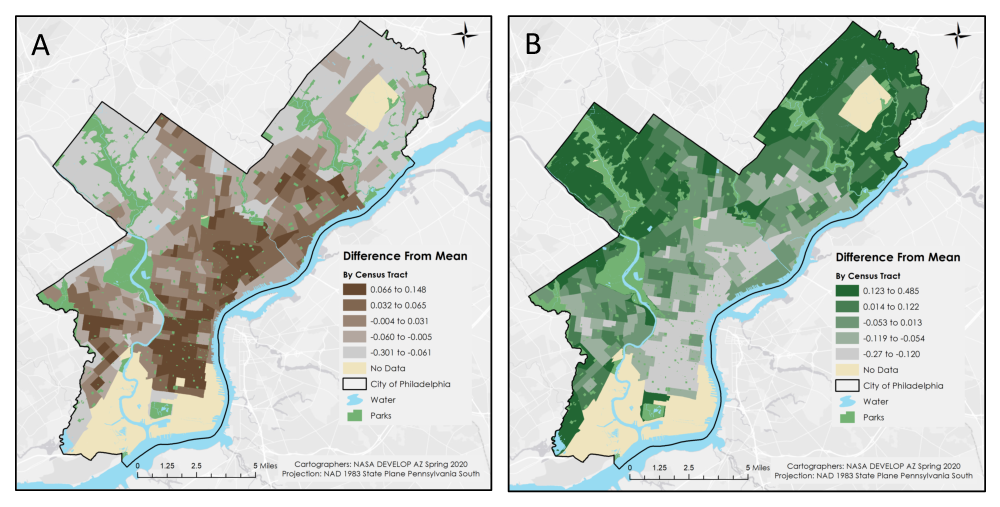 A
Difference From Mean
By Census Tract
0.066 to 0.148
0.032 to 0.065
-0.004 to 0.031
-0.060 to -0.005
-0.301 to -0.061
No Data
City of Philadelphia
Water
Parks
0 1.25 2.5 5 Miles
Cartographers: NASA DEVELOP AZ Spring 2020
Projection: NAD 1983 State Plane Pennsylvania South
B
Difference From Mean
By Census Tract
0.123 to 0.485
0.014 to 0.122
-0.053 to 0.013
-0.119 to -0.054
-0.27 to -0.120
No Data
City of Philadelphia
Water
Parks
0 1.25 2.5 5 Miles
Cartographers: NASA DEVELOP AZ Spring 2020
Projection: NAD 1983 State Plane Pennsylvania South